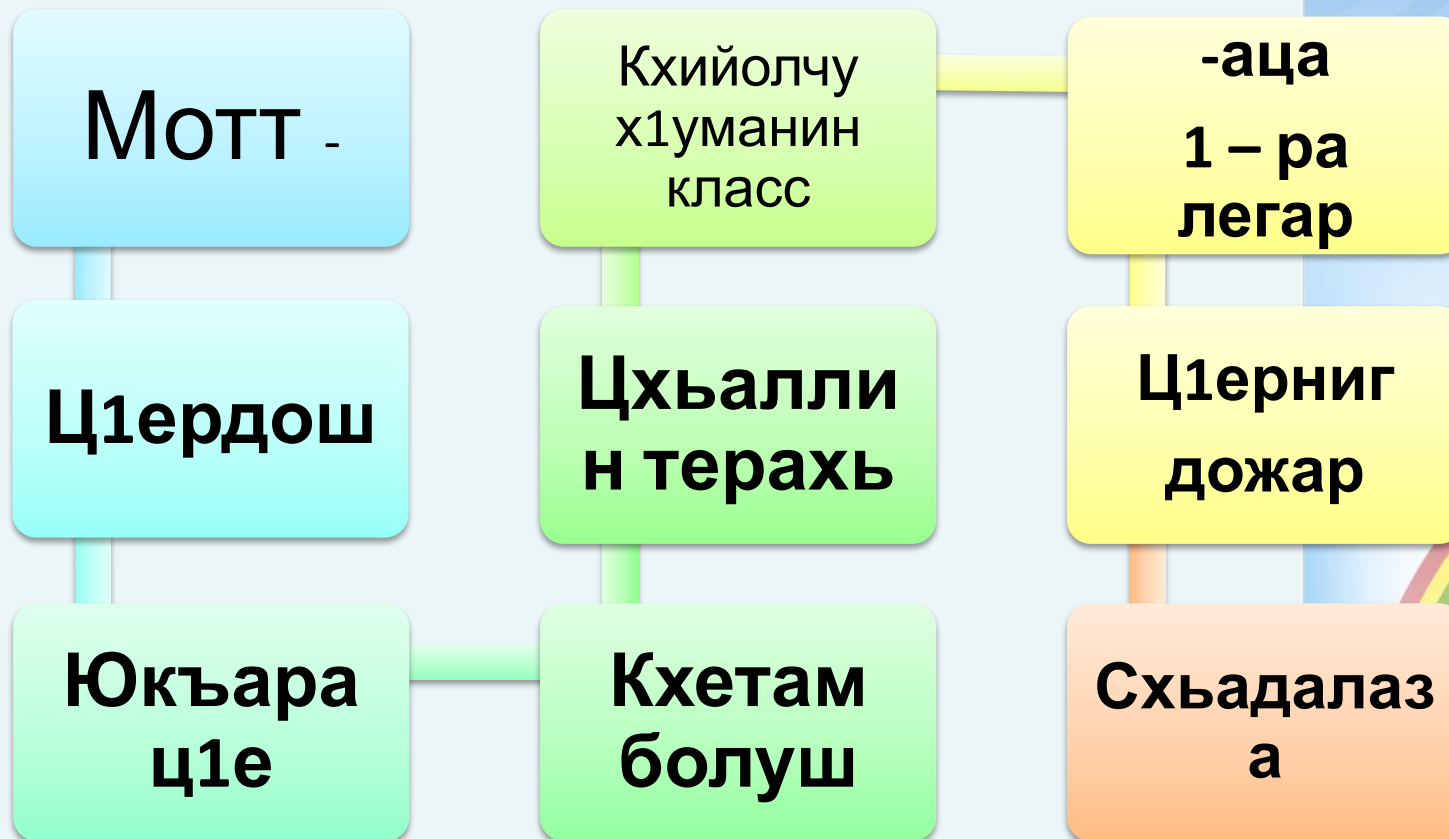 Мотт -
Ц1ердош
Юкъара
ц1е
Кхетам
болуш
Цхьалли
н терахь
Кхийолчу
х1уманин
класс
-аца
1 – ра
легар
Ц1ерниг
дожар
Схьадалаз
а